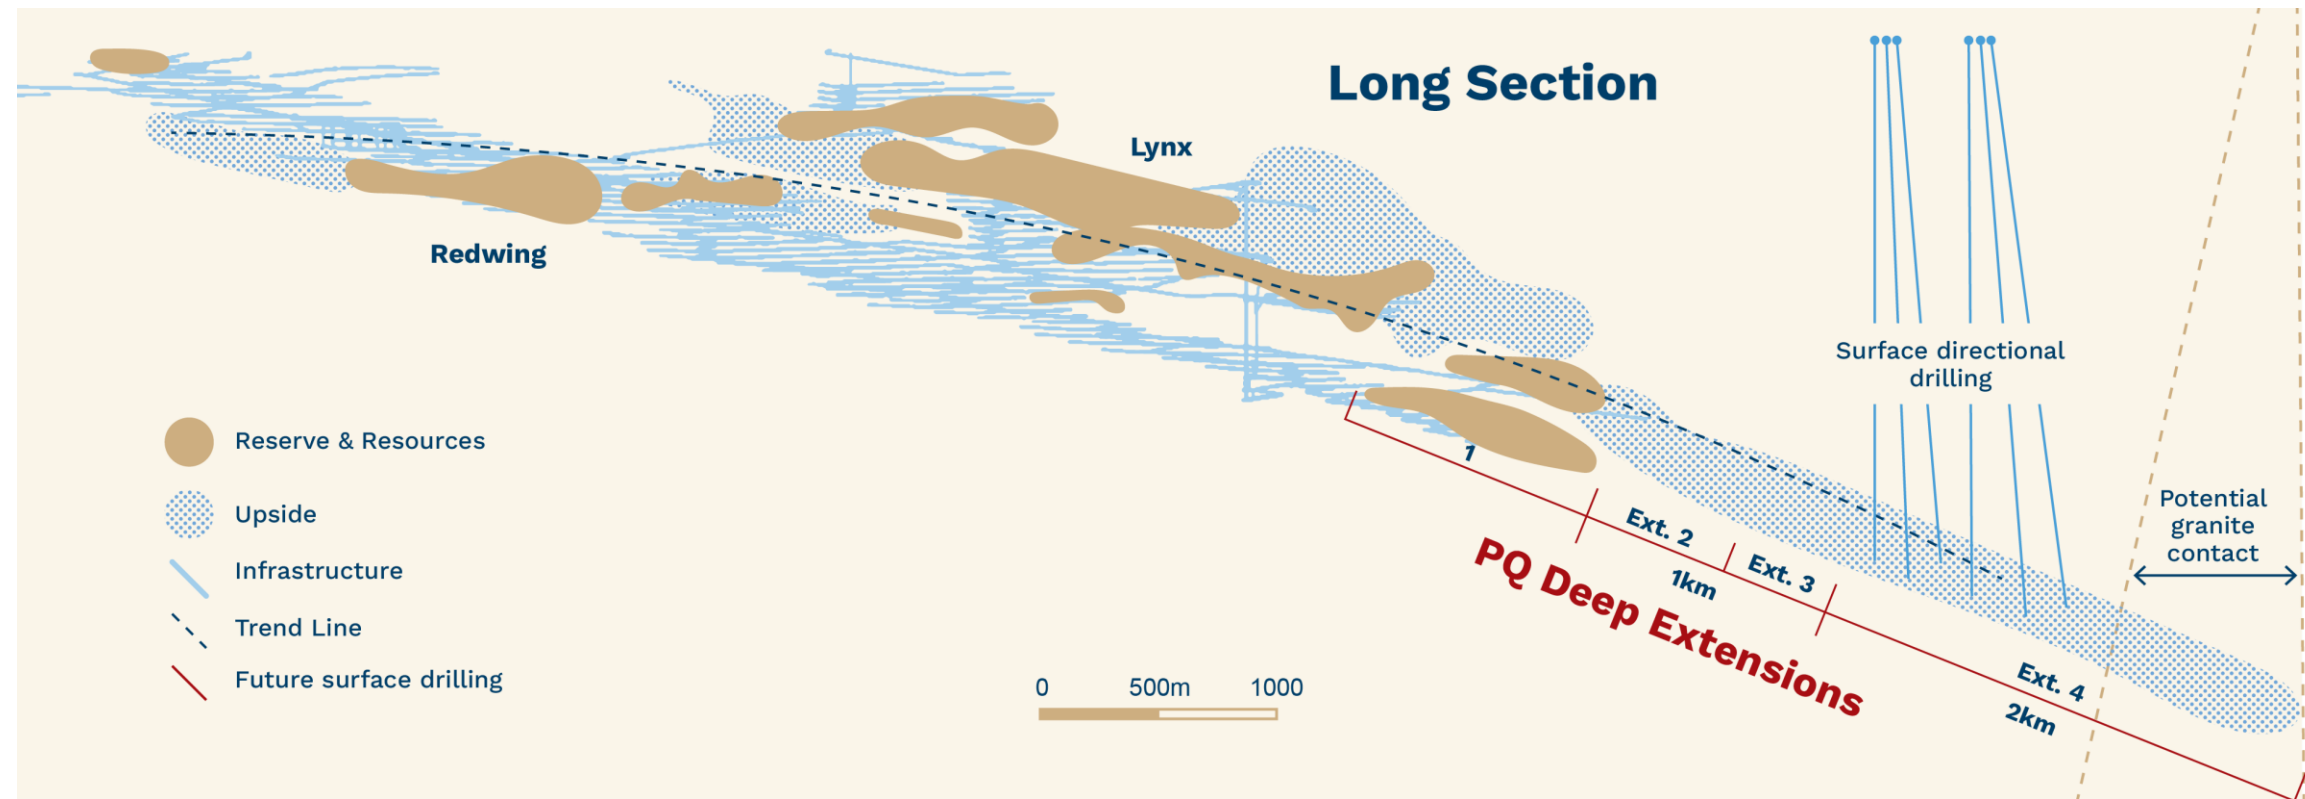 Long Section
Lynx
Redwing
Surface directional
drilling
Reserve & Resources
Upside
Infrastructure
Trend Line
Future surface drilling
1
Ext. 2
Ext. 3
1km
PQ Deep Extensions
Ext. 4
2km
Potential
granite
contact
0 500m 1000